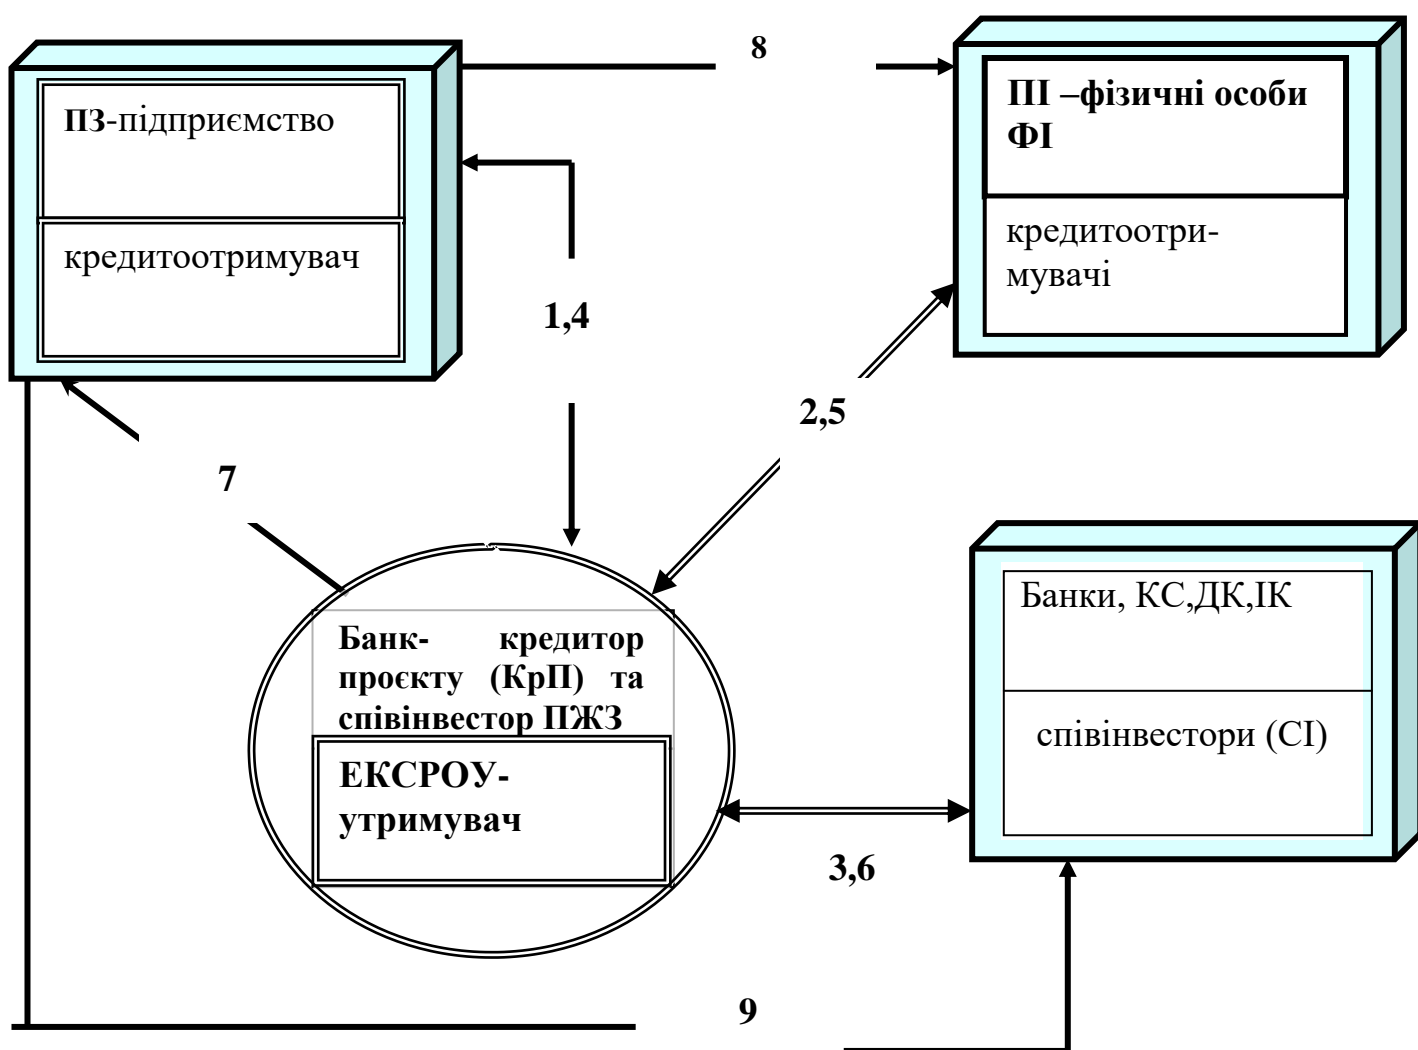 8
ПЗ-підприємство
кредитоотримувач
ПІ –фізичні особи
ФІ
кредитоотри-
мувачі
1,4
2,5
7
Банки, КС,ДК,ІК
співінвестори (СІ)
Банк- кредитор
проєкту (КрП) та
співінвестор ПЖЗ
ЕКСРОУ-
утримувач
3,6
9